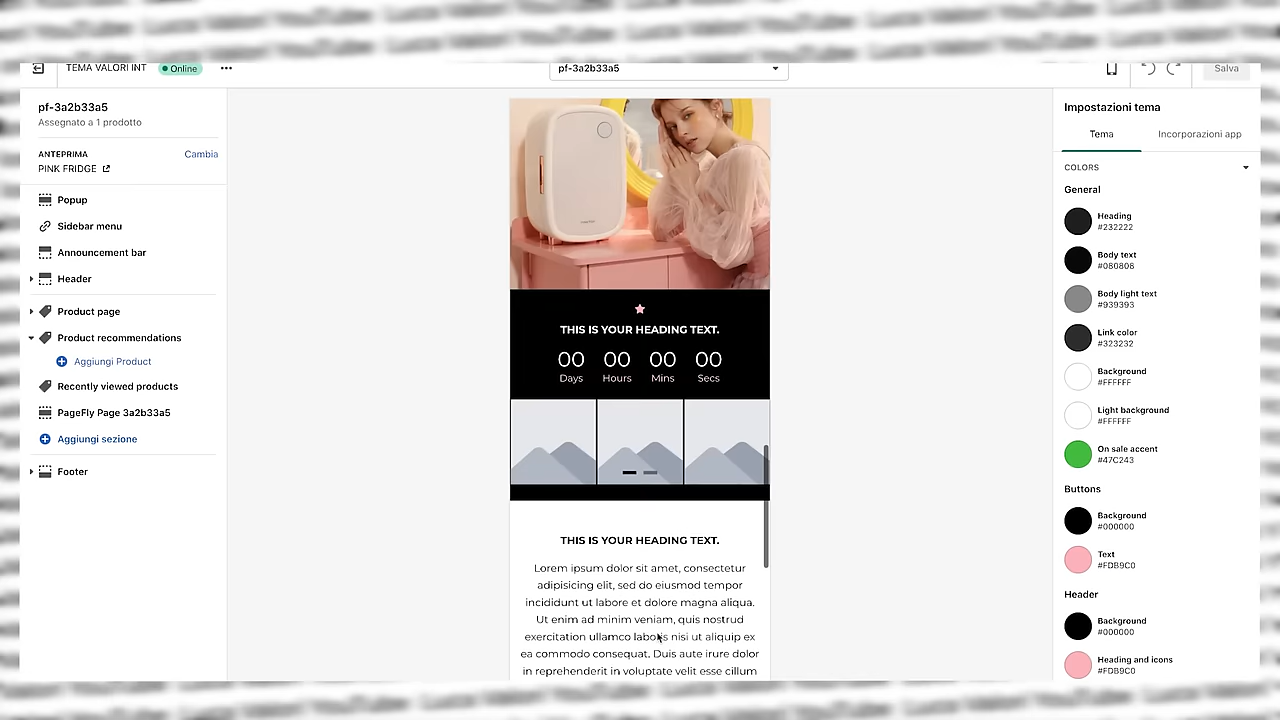 Luca Valori YouTube
TEMA VALORI INT
Online
pf-3a2b33a5
Salva
pf-3a2b33a5
Assegnato a 1 prodotto
ANTEPRIMA
Cambia
PINK FRIDGE
Popup
Sidebar menu
Announcement bar
Header
Product page
Product recommendations
Aggiungi Product
Recently viewed products
PageFly Page 3a2b33a5
Aggiungi sezione
Footer
THIS IS YOUR HEADING TEXT.
00 00 00 00
Days Hours Mins Secs
THIS IS YOUR HEADING TEXT.
Lorem ipsum dolor sit amet, consectetur
adipisicing elit, sed do eiusmod tempor
incididunt ut labore et dolore magna aliqua.
Ut enim ad minim veniam, quis nostrud
exercitation ullamco laboris nisi ut aliquip ex
ea commodo consequat. Duis aute irure dolor
in reprehenderit in voluptate velit esse cillum
Impostazioni tema
Tema
Incorporazioni app
COLORS
General
Heading
#232222
Body text
#080808
Body light text
#939393
Link color
#323232
Background
#FFFFFF
Light background
#FFFFFF
On sale accent
#47C243
Buttons
Background
#000000
Text
#FDB9C0
Header
Background
#000000
Heading and icons
#FDB9C0